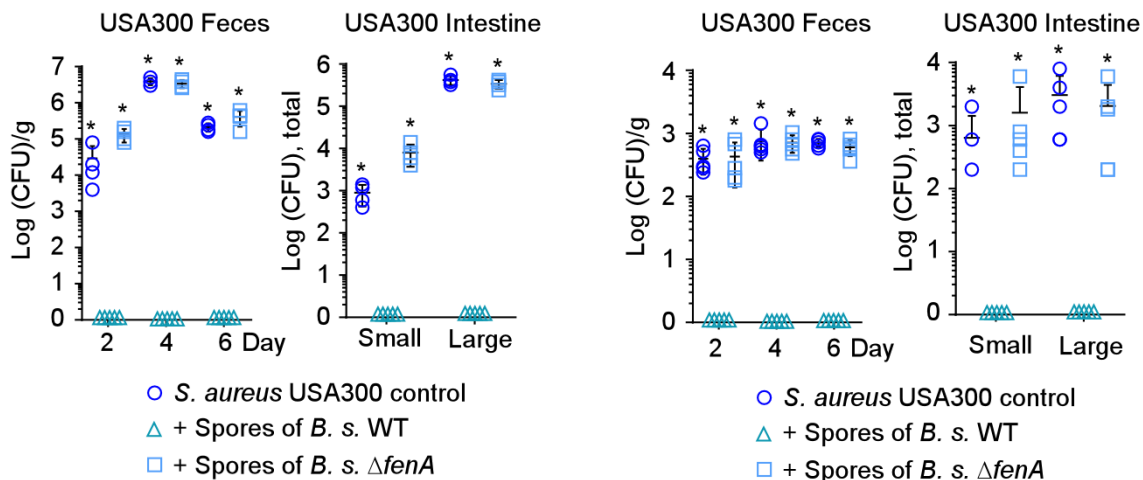 USA300 Feces
USA300 Intestine
USA300 Feces
USA300 Intestine
Log (CFU)/g
7
6
5
4
3
2
1
0
* * * * * *
2 4 6 Day
Log (CFU), total
6
5
4
3
2
1
0
* * * *
Small Large
Log (CFU)/g
4
3
2
1
0
* * * * * *
2 4 6 Day
Log (CFU), total
4
3
2
1
0
* * * *
Small Large
S. aureus USA300 control
+ Spores of B. s. WT
+ Spores of B. s. ΔfenA
S. aureus USA300 control
+ Spores of B. s. WT
+ Spores of B. s. ΔfenA